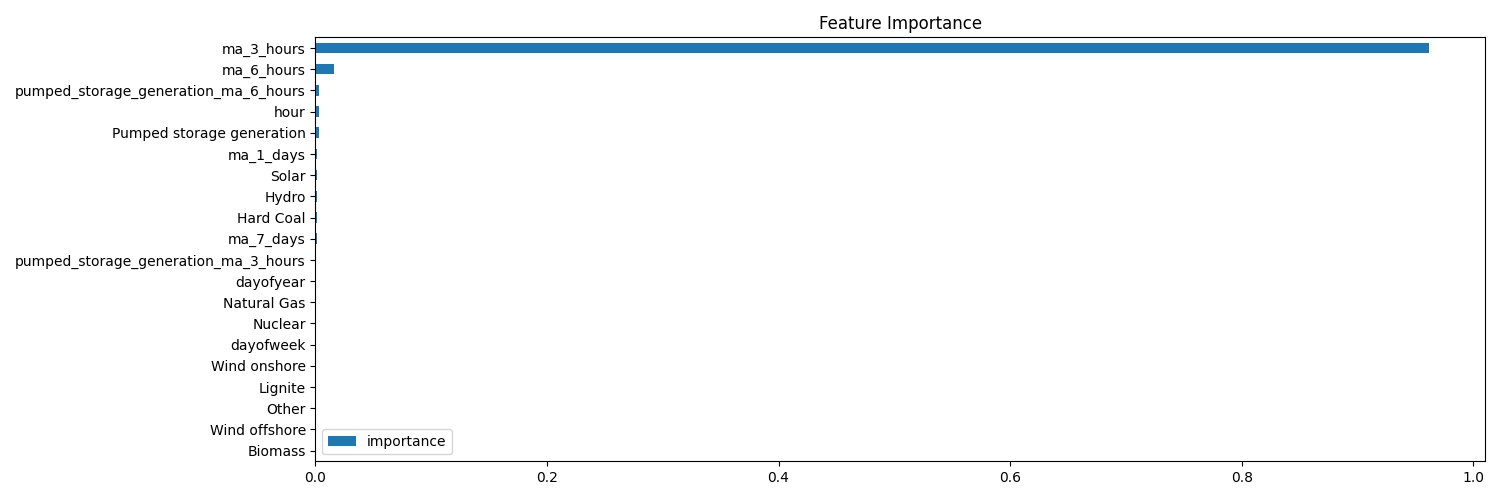 Feature Importance
ma_3_hours
ma_6_hours
pumped_storage_generation_ma_6_hours
hour
Pumped storage generation
ma_1_days
Solar
Hydro
Hard Coal
ma_7_days
pumped_storage_generation_ma_3_hours
dayofyear
Natural Gas
Nuclear
dayofweek
Wind onshore
Lignite
Other
Wind offshore
importance
Biomass
0.0 0.2 0.4 0.6 0.8 1.0